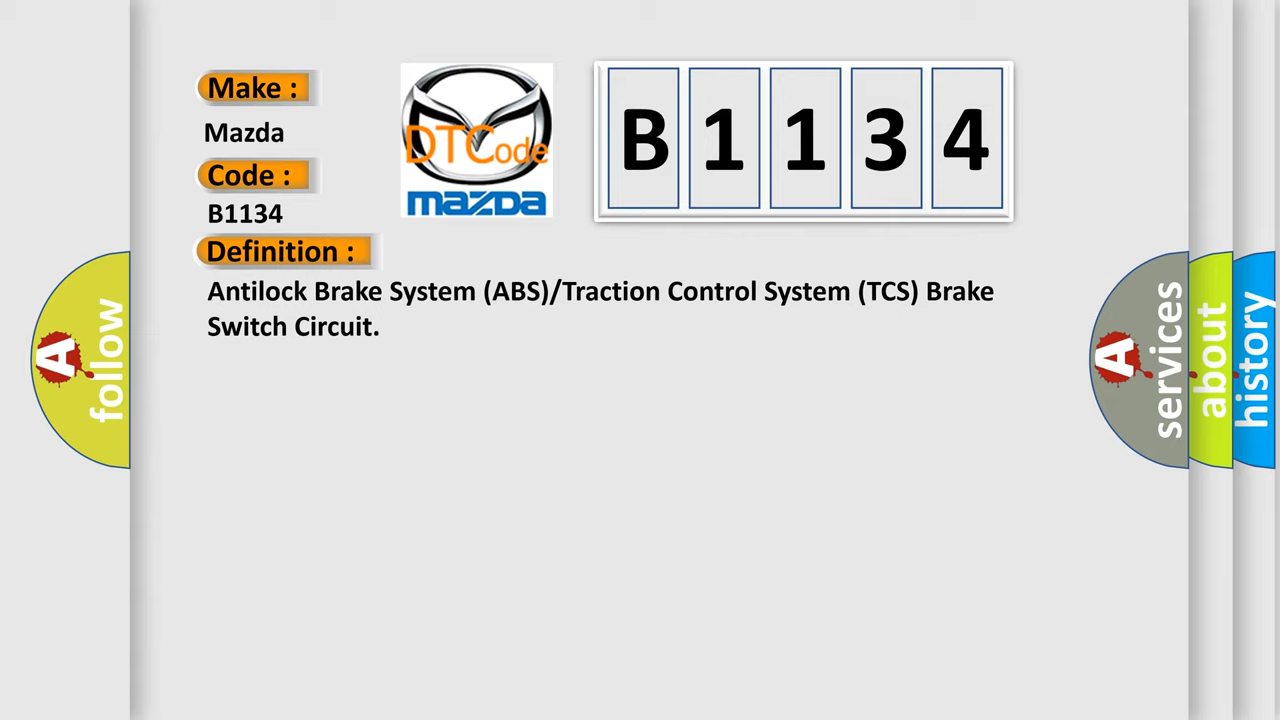 Make :
Mazda
Code :
B1134
Definition :
Antilock Brake System (ABS)/Traction Control System (TCS) Brake
Switch Circuit.
DTCode
mazda
B 1 1 3 4
A follow
A services
about
history